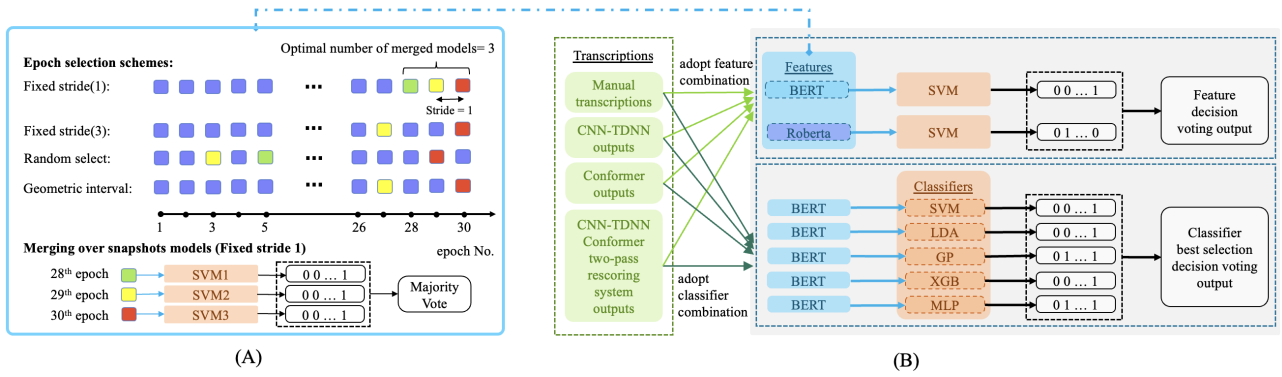 Optimal number of merged models= 3
Epoch selection schemes:
Fixed stride(1):
...
Stride = 1
Fixed stride(3):
...
Random select:
...
Geometric interval:
...
1
3
5
26
28
30
epoch No.
Merging over snapshots models (Fixed stride 1)
28th epoch
SVM1
0 0 ... 1
29th epoch
SVM2
0 0 ... 1
30th epoch
SVM3
0 0 ... 1
Majority
Vote
(A)
Transcriptions
Manual
transcriptions
CNN-TDNN
outputs
Conformer
outputs
CNN-TDNN
Conformer
two-pass
rescoring
system
outputs
adopt feature
combination
adopt
classifier
combination
Features
BERT
SVM
0 0 ... 1
Roberta
SVM
0 1 ... 0
Feature
decision
voting output
Classifiers
BERT
SVM
0 0 ... 1
BERT
LDA
0 0 ... 1
BERT
GP
0 1 ... 1
BERT
XGB
0 0 ... 1
BERT
MLP
0 1 ... 1
Classifier
best selection
decision voting
output
(B)